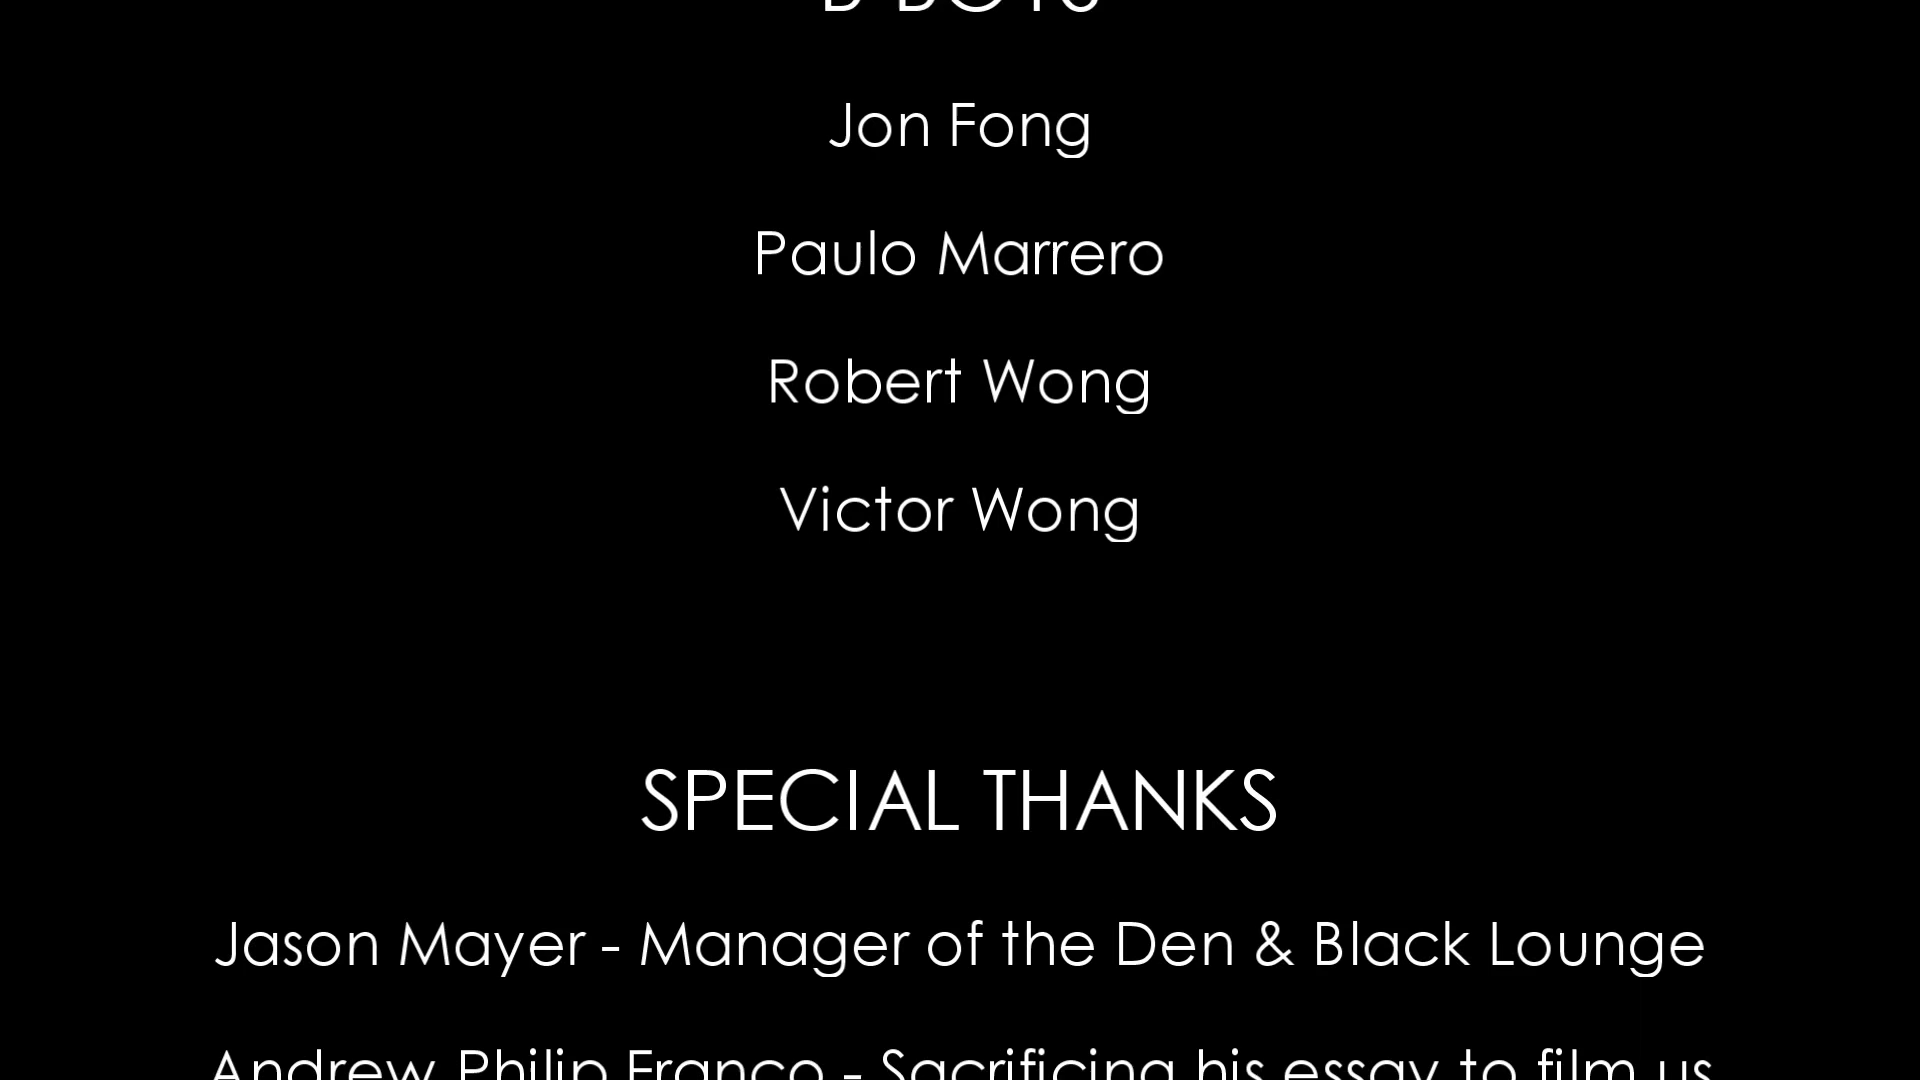 B-BOYS
Jon Fong
Paulo Marrero
Robert Wong
Victor Wong
SPECIAL THANKS
Jason Mayer - Manager of the Den & Black Lounge
Andrew Philip Franco - Sacrificing his essay to film us